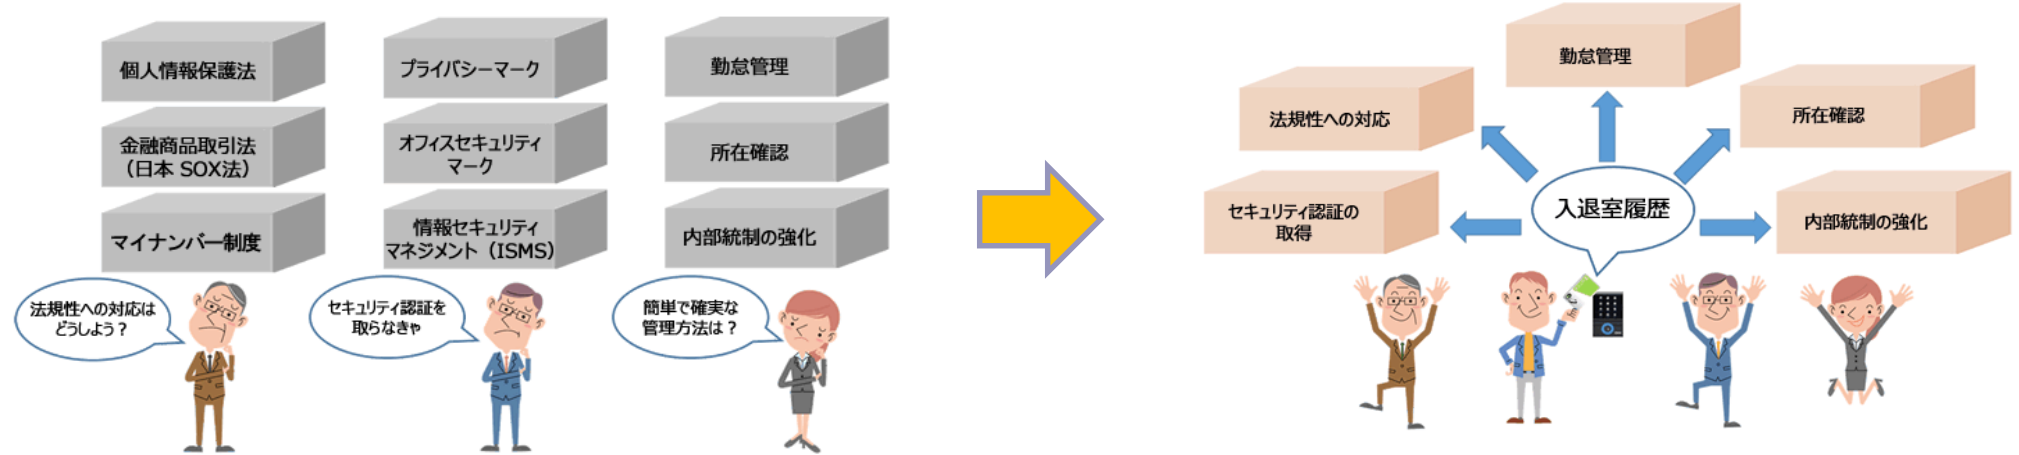 個人情報保護法
金融商品取引法
（日本 SOX法）
マイナンバー制度
法規性への対応は
どうしよう？
プライバシーマーク
オフィスセキュリティ
マーク
情報セキュリティ
マネジメント（ISMS）
セキュリティ認証を
取らなきゃ
勤怠管理
所在確認
内部統制の強化
簡単で確実な
管理方法は？
勤怠管理
法規性への対応
所在確認
セキュリティ認証の
取得
入退室履歴
内部統制の強化